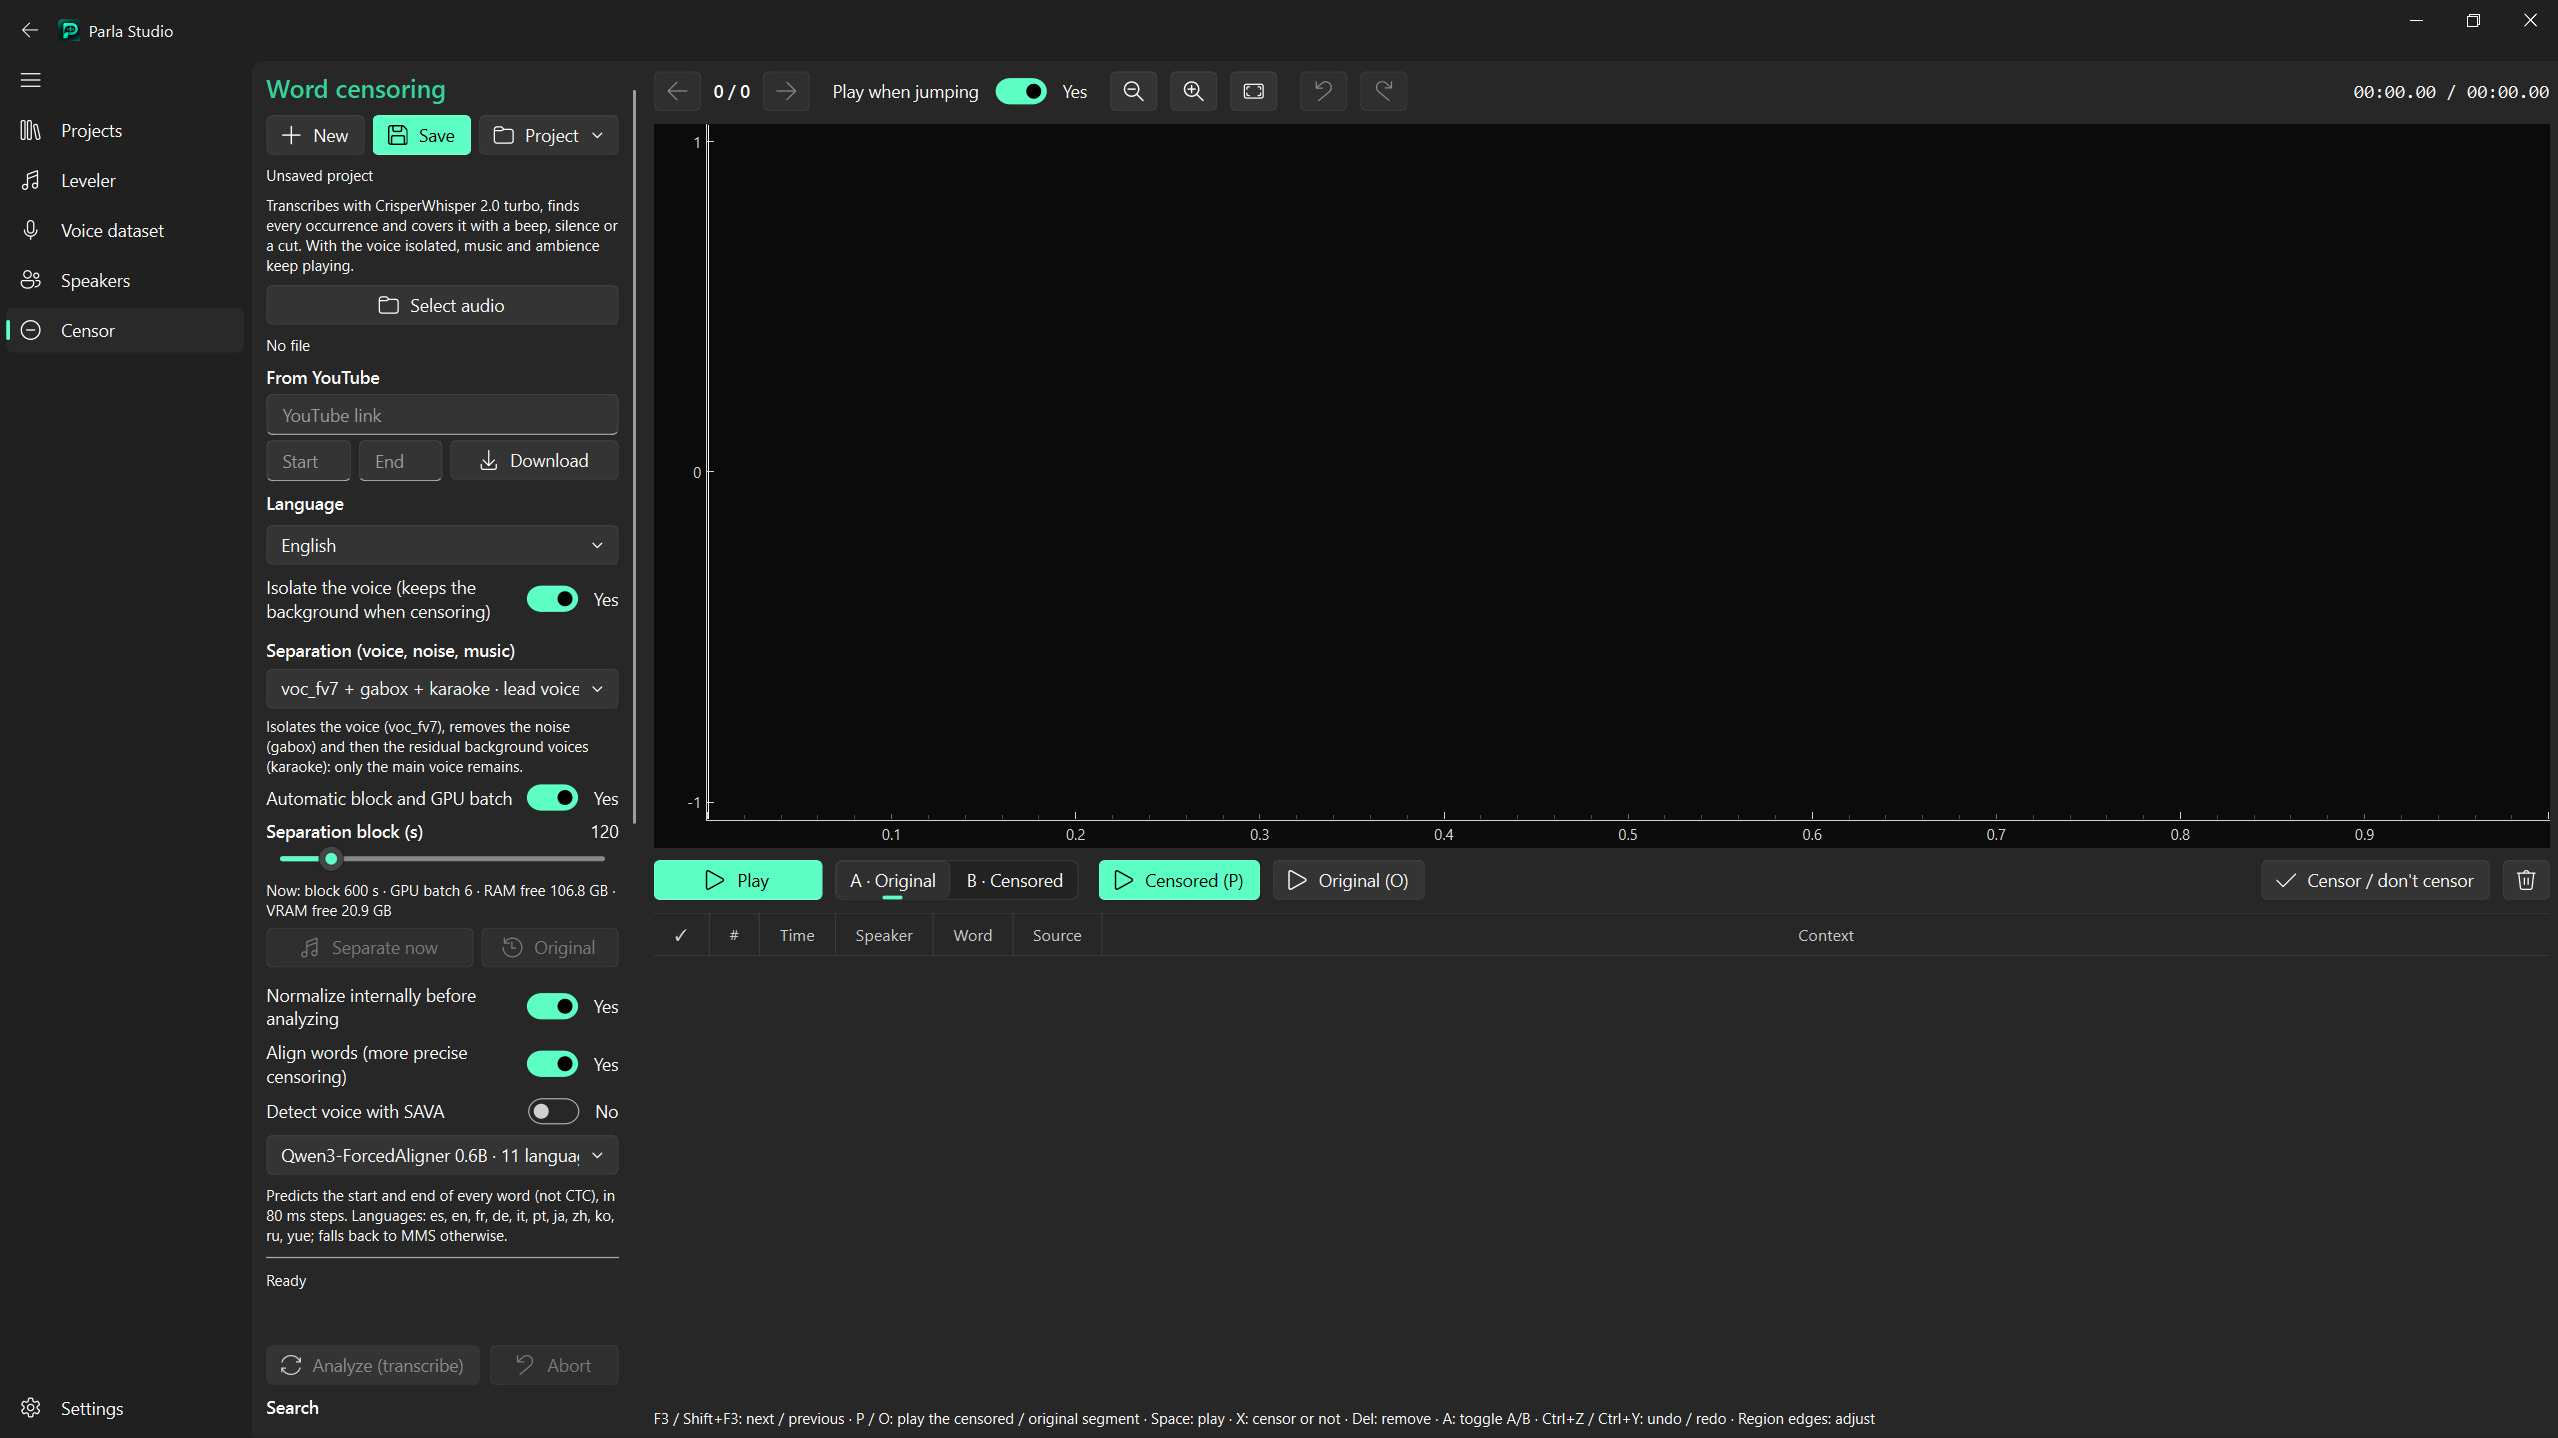 Parla Studio
Projects
Leveler
Voice dataset
Speakers
Censor
Settings
Word censoring
New
Save
Project
Unsaved project
Transcribes with CrisperWhisper 2.0 turbo, finds
every occurrence and covers it with a beep, silence or
a cut. With the voice isolated, music and ambience
keep playing.
Select audio
No file
From YouTube
YouTube link
Start
End
Download
Language
English
Isolate the voice (keeps the
background when censoring)
Yes
Separation (voice, noise, music)
voc_fv7 + gabox + karaoke · lead voice
Isolates the voice (voc_fv7), removes the noise
(gabox) and then the residual background voices
(karaoke): only the main voice remains.
Automatic block and GPU batch
Yes
Separation block (s)
120
Now: block 600 s · GPU batch 6 · RAM free 106.8 GB ·
VRAM free 20.9 GB
Separate now
Original
Normalize internally before
analyzing
Yes
Align words (more precise
censoring)
Yes
Detect voice with SAVA
No
Qwen3-ForcedAligner 0.6B · 11 langua
Predicts the start and end of every word (not CTC), in
80 ms steps. Languages: es, en, fr, de, it, pt, ja, zh, ko,
ru, yue; falls back to MMS otherwise.
Ready
Analyze (transcribe)
Abort
Search
0 / 0
Play when jumping
Yes
00:00.00 / 00:00.00
1
0
-1
0.1
0.2
0.3
0.4
0.5
0.6
0.7
0.8
0.9
Play
A · Original
B · Censored
Censored (P)
Original (O)
Censor / don't censor
✓
#
Time
Speaker
Word
Source
Context
F3 / Shift+F3: next / previous · P / O: play the censored / original segment · Space: play · X: censor or not · Del: remove · A: toggle A/B · Ctrl+Z / Ctrl+Y: undo / redo · Region edges: adjust